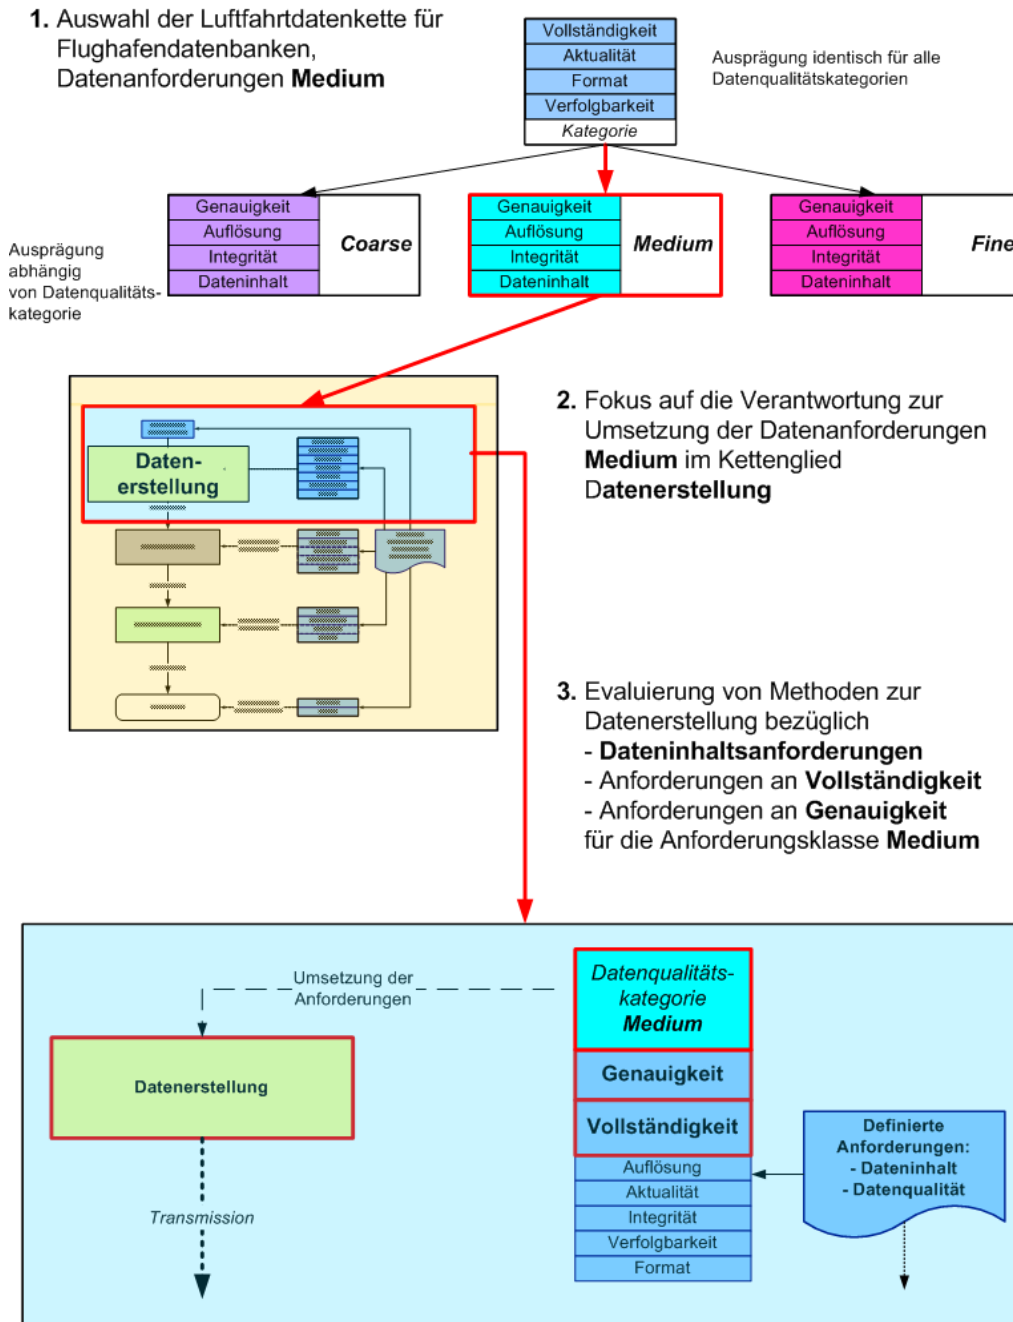 1. Auswahl der Luftfahrtdatenkette für
Flughafendatenbanken,
Datenanforderungen Medium
Vollständigkeit
Aktualität
Format
Verfolgbarkeit
Kategorie
Ausprägung identisch für alle
Datenqualitätskategorien
Genauigkeit
Auflösung
Integrität
Dateninhalt
Coarse
Genauigkeit
Auflösung
Integrität
Dateninhalt
Medium
Genauigkeit
Auflösung
Integrität
Dateninhalt
Fine
Ausprägung
abhängig
von Datenqualitäts-
kategorie
Daten-
erstellung
2. Fokus auf die Verantwortung zur
Umsetzung der Datenanforderungen
Medium im Kettenglied
Datenerstellung
3. Evaluierung von Methoden zur
Datenerstellung bezüglich
- Dateninhaltsanforderungen
- Anforderungen an Vollständigkeit
- Anforderungen an Genauigkeit
für die Anforderungsklasse Medium
Umsetzung der
Anforderungen
Datenerstellung
Transmission
Datenqualitäts-
kategorie
Medium
Genauigkeit
Vollständigkeit
Auflösung
Aktualität
Integrität
Verfolgbarkeit
Format
Definierte
Anforderungen:
- Dateninhalt
- Datenqualität